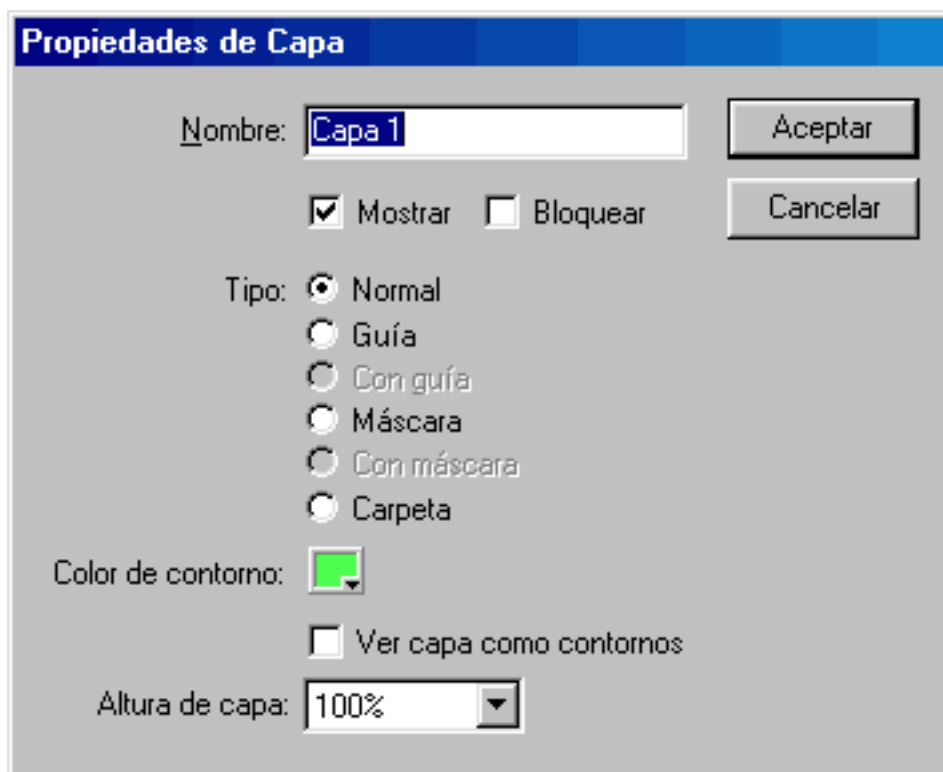 Propiedades de Capa
Nombre: Capa 1 Aceptar
Mostrar Bloquear Cancelar
Tipo: Normal
Guía
Con guía
Máscara
Con máscara
Carpeta
Color de contorno:
Ver capa como contornos
Altura de capa: 100%